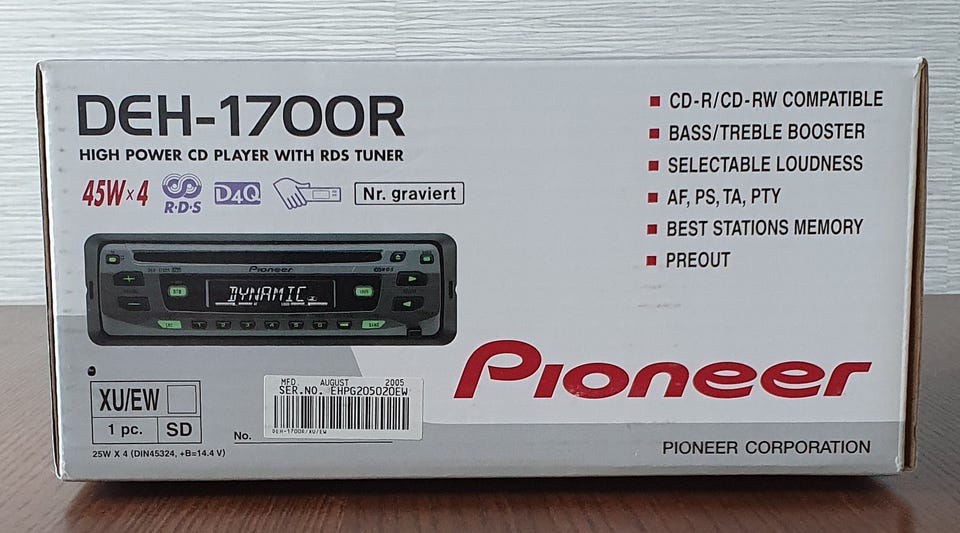 DEH-1700R
HIGH POWER CD PLAYER WITH RDS TUNER
45W×4
R·D·S
D4Q
Nr. graviert
CD-R/CD-RW COMPATIBLE
BASS/TREBLE BOOSTER
SELECTABLE LOUDNESS
AF, PS, TA, PTY
BEST STATIONS MEMORY
PREOUT
Pioneer
DYNAMIC
Pioneer
XU/EW
1 pc. SD
No.
MFD. AUGUST 2005
SER.NO. EHPG205020EW
DEH-1700R/XU/EW
25W X 4 (DIN45324, +B=14.4 V)
PIONEER CORPORATION